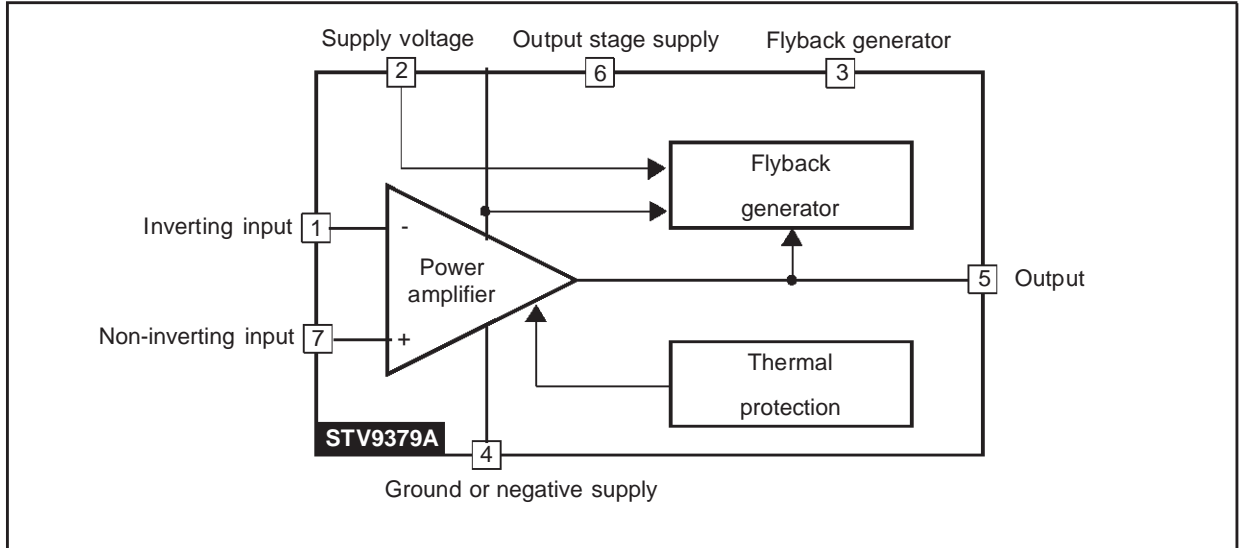 Supply voltage
Output stage supply
Flyback generator
2
6
3
Flyback
generator
Inverting input
1
-
Power
amplifier
5
Output
Non-inverting input
7
+
Thermal
protection
STV9379A
4
Ground or negative supply